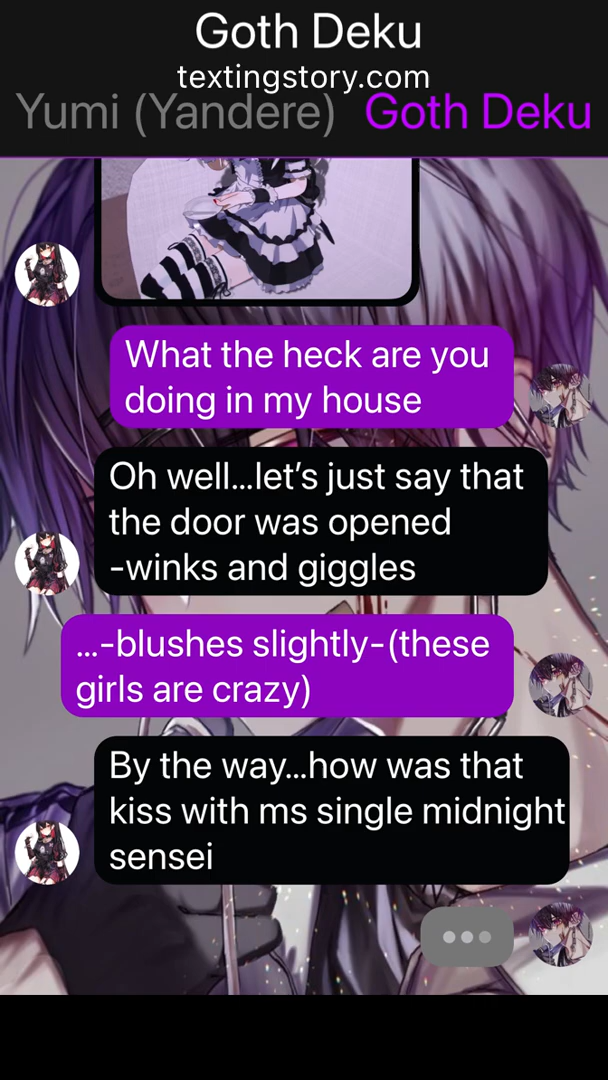 Goth Deku
textingstory.com
Yumi (Yandere) Goth Deku
What the heck are you
doing in my house
Oh well...let’s just say that
the door was opened
-winks and giggles
...-blushes slightly-(these
girls are crazy)
By the way...how was that
kiss with ms single midnight
sensei